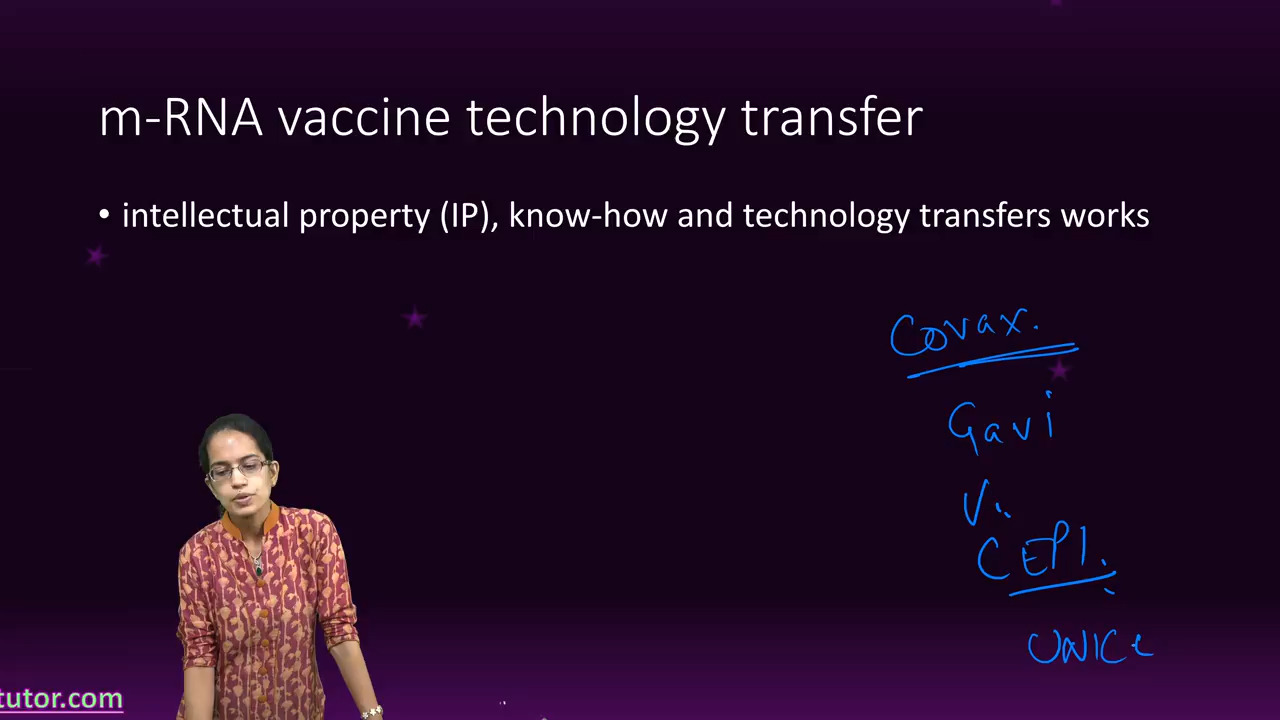 m-RNA vaccine technology transfer
• intellectual property (IP), know-how and technology transfers works
Covax.
Gavi
CEPI.
UNICe
tutor.com